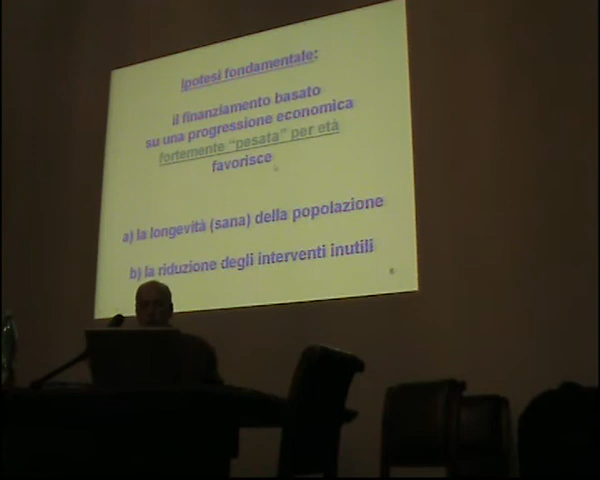 Ipotesi fondamentale:
il finanziamento basato
su una progressione economica
fortemente "pesata" per età
favorisce
a) la longevità (sana) della popolazione
b) la riduzione degli interventi inutili